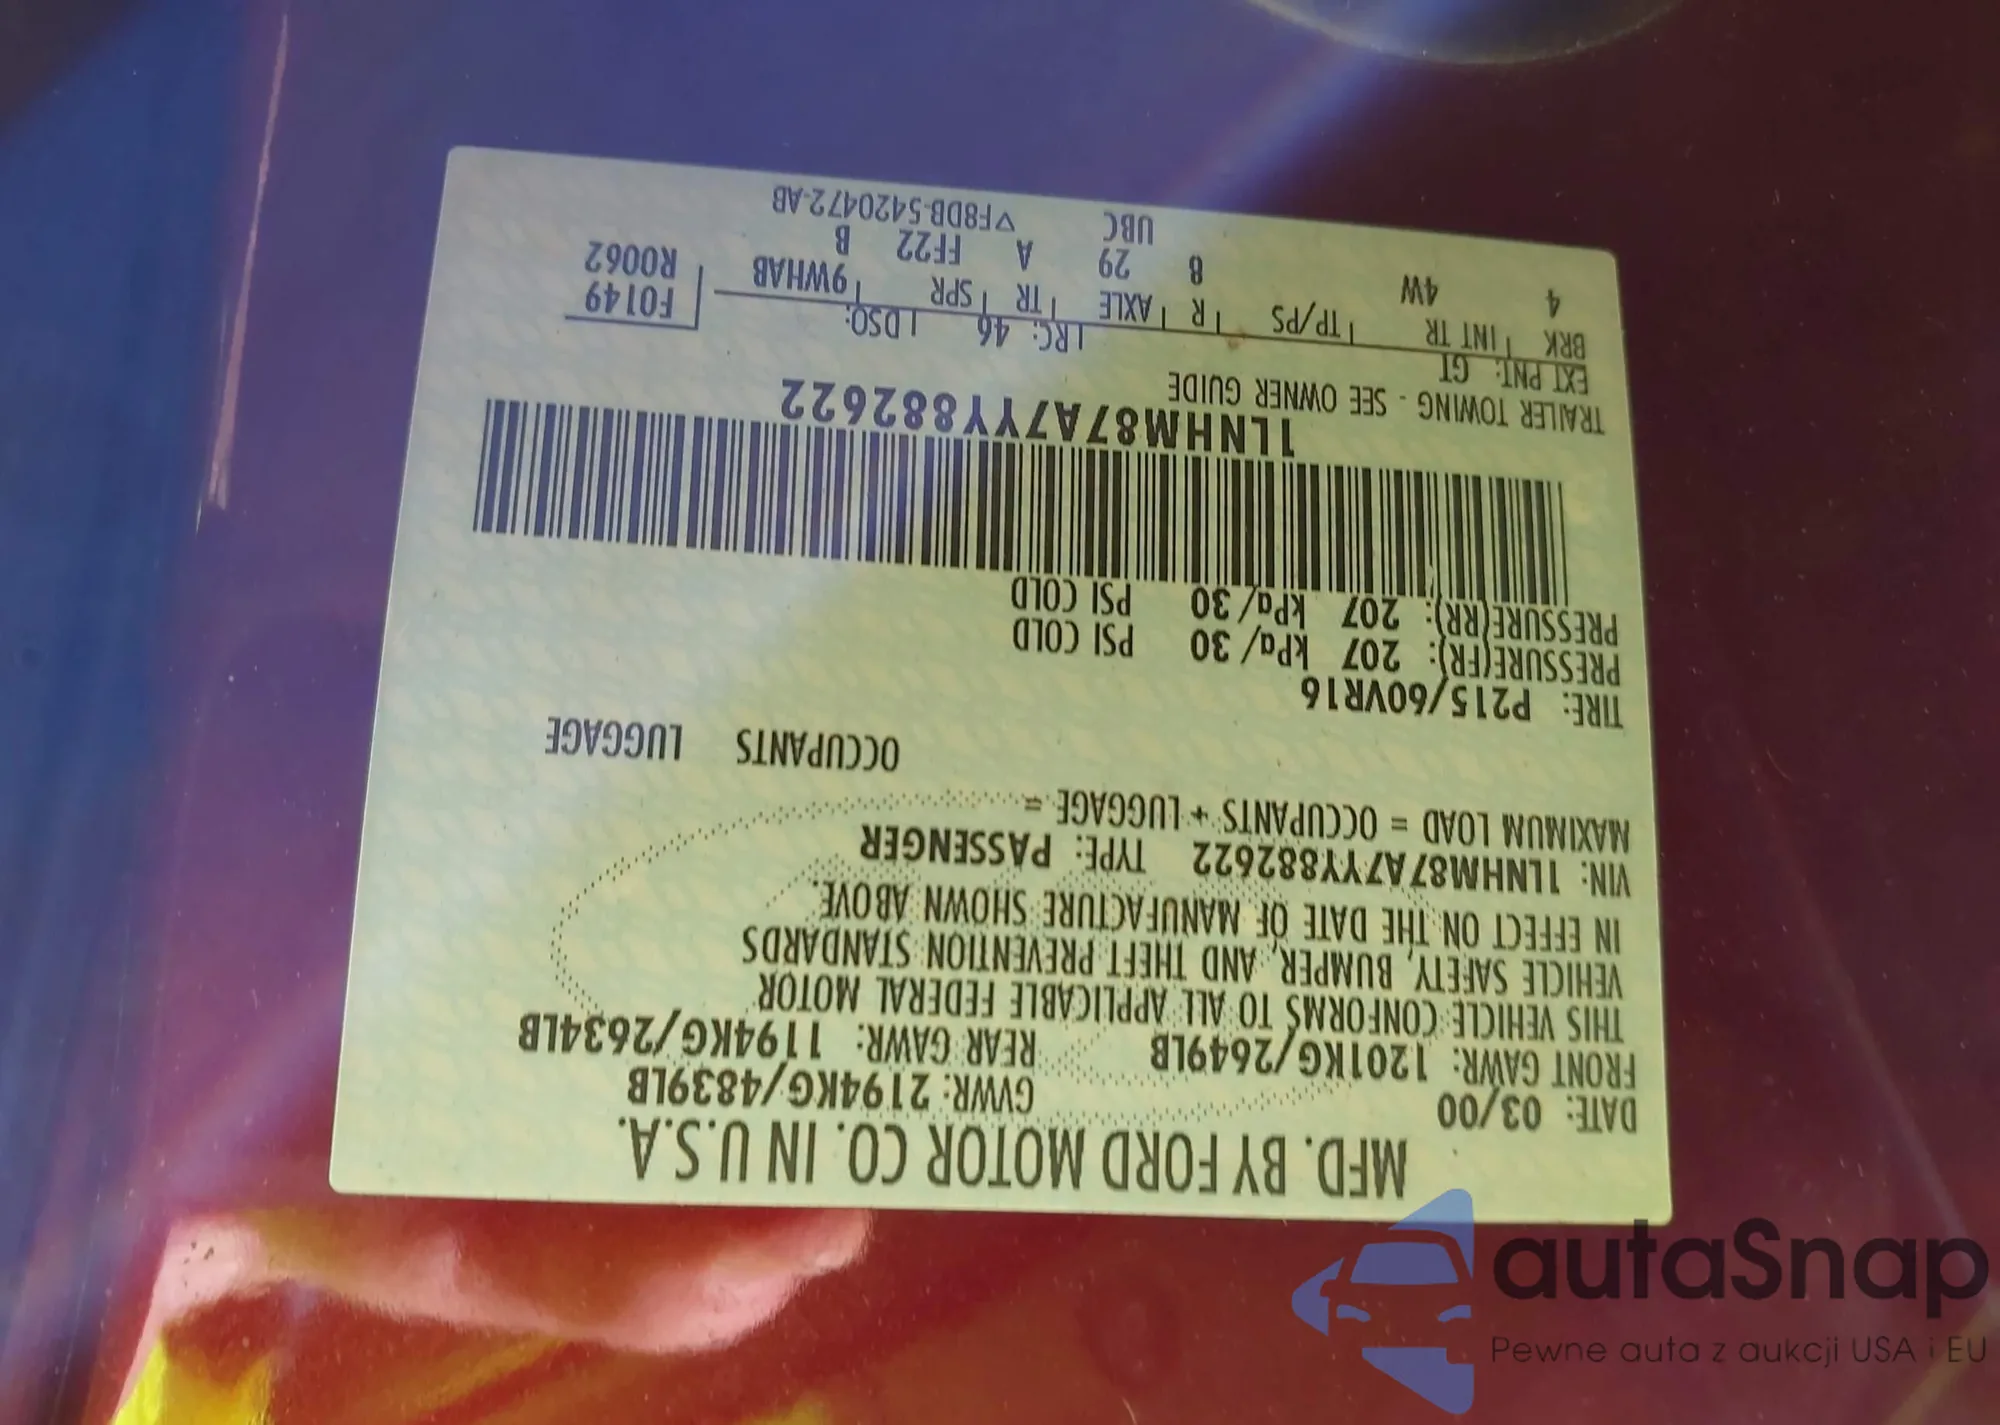 MFD. BY FORD MOTOR CO. IN U.S.A.
DATE: 03/00 GVWR: 2194KG/4839LB
FRONT GAWR: 1201KG/2649LB REAR GAWR: 1194KG/2634LB
THIS VEHICLE CONFORMS TO ALL APPLICABLE FEDERAL MOTOR
VEHICLE SAFETY, BUMPER, AND THEFT PREVENTION STANDARDS
IN EFFECT ON THE DATE OF MANUFACTURE SHOWN ABOVE.
VIN: 1LNHM87A7YY882622 TYPE: PASSENGER
MAXIMUM LOAD = OCCUPANTS + LUGGAGE =
OCCUPANTS LUGGAGE
TIRE: P215/60VR16
PRESSURE(FR): 207 kPa/30 PSI COLD
PRESSURE(RR): 207 kPa/30 PSI COLD
1LNHM87A7YY882622
TRAILER TOWING - SEE OWNER GUIDE
EXT PNT: GT RC: 46 DSO: F0149
BRK INT TR TP/PS R AXLE TR SPR 9WHAB R0062
4 4W 8 29 A FF22 B
UBC ▽F8DB-5420472-AB
autaSnap
Pewne auta z aukcji USA i EU